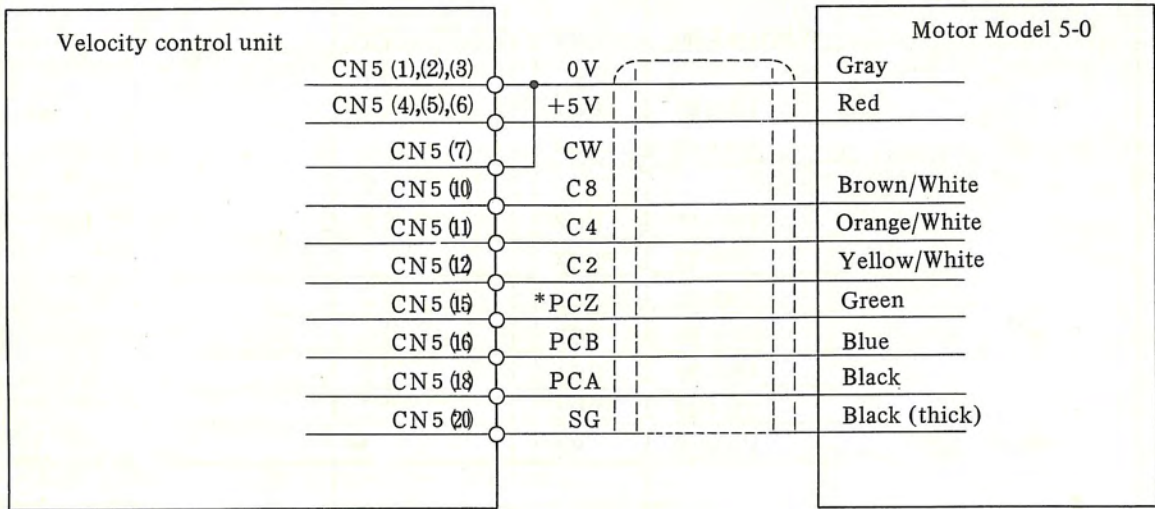 Velocity control unit
Motor Model 5-0
CN5 (1),(2),(3) 0V Gray
CN5 (4),(5),(6) +5V Red
CN5 (7) CW
CN5 (10) C8 Brown/White
CN5 (11) C4 Orange/White
CN5 (12) C2 Yellow/White
CN5 (15) *PCZ Green
CN5 (16) PCB Blue
CN5 (18) PCA Black
CN5 (20) SG Black (thick)